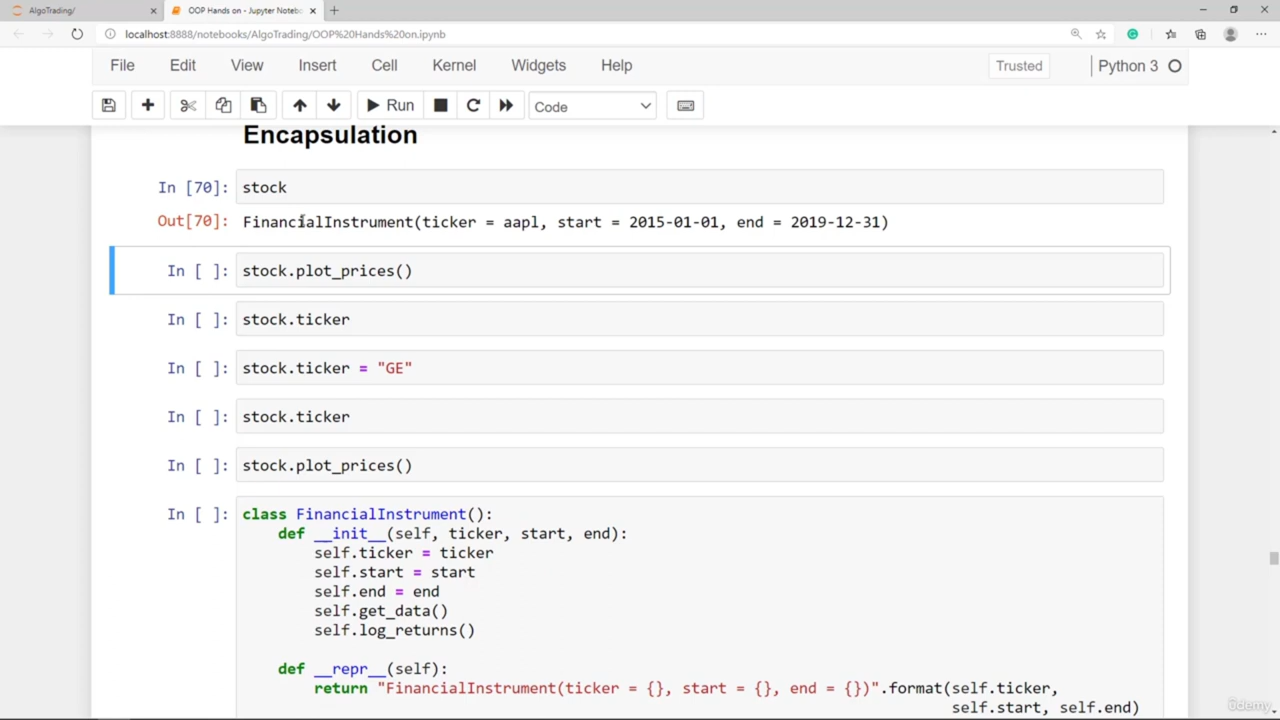 AlgoTrading/
OOP Hands on - Jupyter Notebo
localhost:8888/notebooks/AlgoTrading/OOP%20Hands%20on.ipynb
File Edit View Insert Cell Kernel Widgets Help Trusted Python 3
Run Code
Encapsulation
In [70]: stock
Out[70]: FinancialInstrument(ticker = aapl, start = 2015-01-01, end = 2019-12-31)
In [ ]: stock.plot_prices()
In [ ]: stock.ticker
In [ ]: stock.ticker = "GE"
In [ ]: stock.ticker
In [ ]: stock.plot_prices()
In [ ]: class FinancialInstrument():
def __init__(self, ticker, start, end):
self.ticker = ticker
self.start = start
self.end = end
self.get_data()
self.log_returns()
def __repr__(self):
return "FinancialInstrument(ticker = {}, start = {}, end = {})".format(self.ticker,
self.start, self.end)
ûdemy